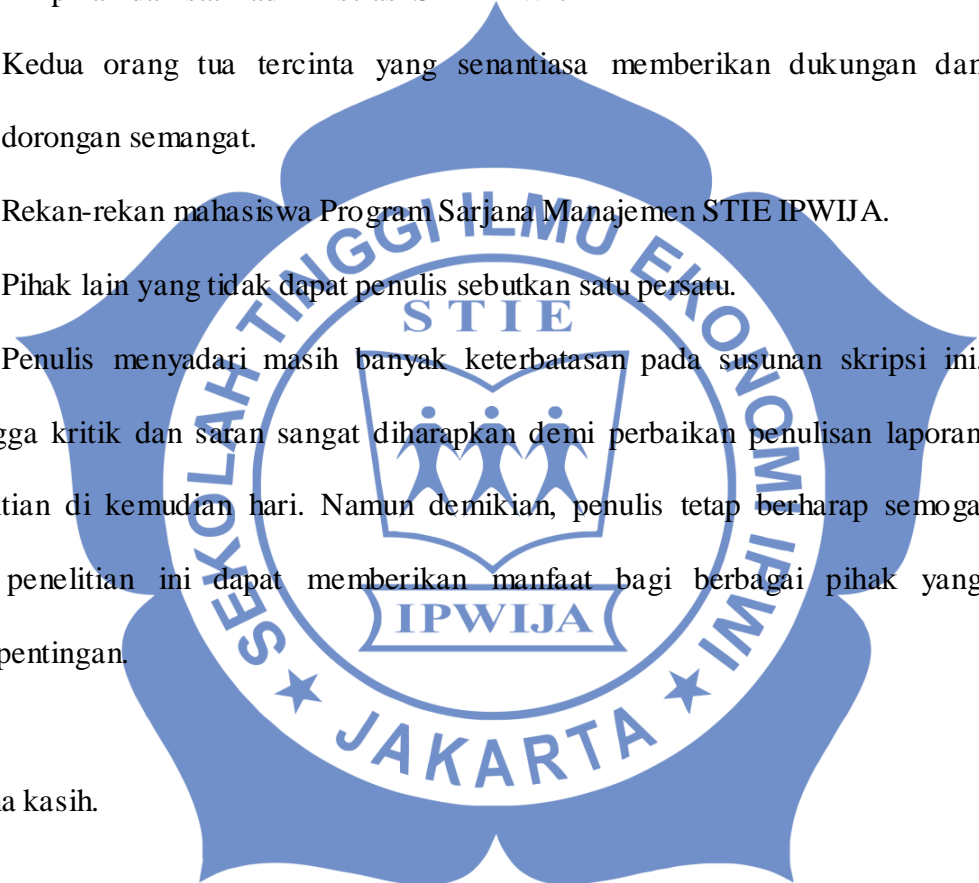 Kedua orang tua tercinta yang senantiasa memberikan dukungan dan
dorongan semangat.
Rekan-rekan mahasiswa Program Sarjana Manajemen STIE IPWIJA.
Pihak lain yang tidak dapat penulis sebutkan satu persatu.
Penulis menyadari masih banyak keterbatasan pada susunan skripsi ini,
kritik dan saran sangat diharapkan demi perbaikan penulisan laporan
di kemudian hari. Namun demikian, penulis tetap berharap semoga
penelitian ini dapat memberikan manfaat bagi berbagai pihak yang
kasih.
SEKOLAH TINGGI ILMU EKONOMI IPWI
STIE
IPWIJA
JAKARTA